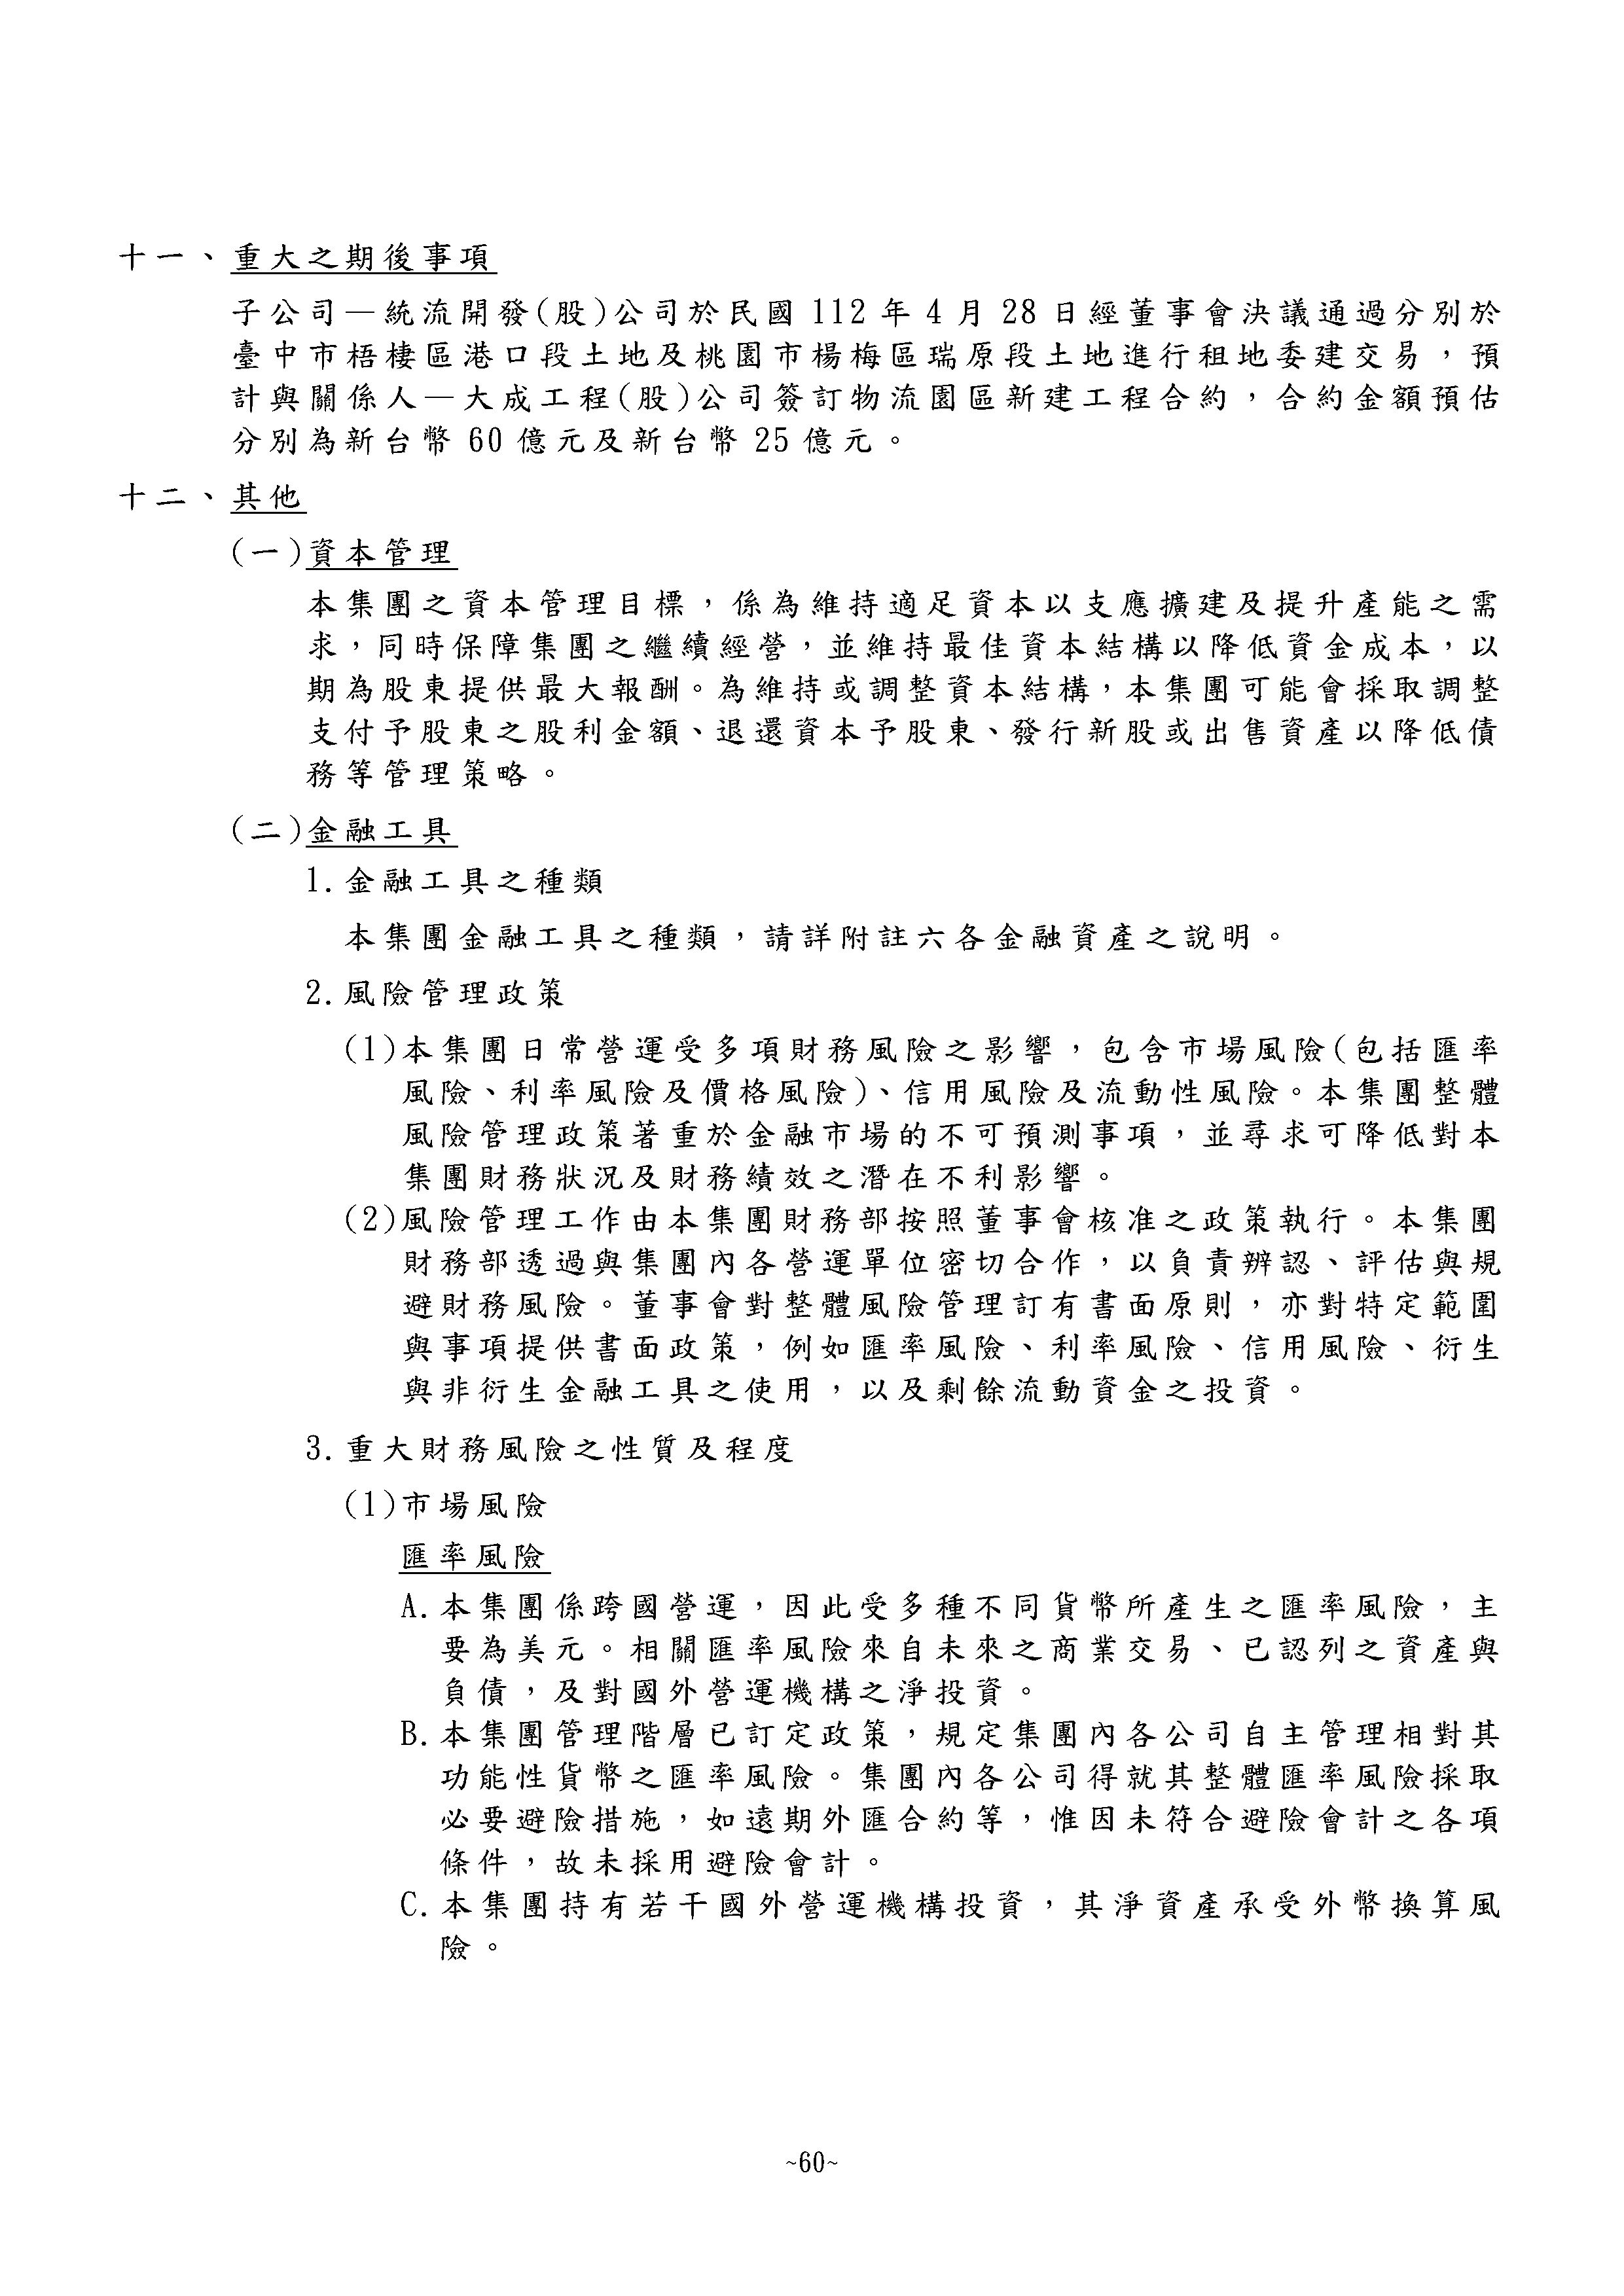 十一、重大之期後事項
子公司－統流開發(股)公司於民國 112 年 4 月 28 日經董事會決議通過分別於
臺中市梧棲區港口段土地及桃園市楊梅區瑞原段土地進行租地委建交易，預
計與關係人－大成工程(股)公司簽訂物流園區新建工程合約，合約金額預估
分別為新台幣 60 億元及新台幣 25 億元。
十二、其他
(一)資本管理
本集團之資本管理目標，係為維持適足資本以支應擴建及提升產能之需
求，同時保障集團之繼續經營，並維持最佳資本結構以降低資金成本，以
期為股東提供最大報酬。為維持或調整資本結構，本集團可能會採取調整
支付予股東之股利金額、退還資本予股東、發行新股或出售資產以降低債
務等管理策略。
(二)金融工具
1. 金融工具之種類
本集團金融工具之種類，請詳附註六各金融資產之說明。
2. 風險管理政策
(1)本集團日常營運受多項財務風險之影響，包含市場風險(包括匯率
風險、利率風險及價格風險)、信用風險及流動性風險。本集團整體
風險管理政策著重於金融市場的不可預測事項，並尋求可降低對本
集團財務狀況及財務績效之潛在不利影響。
(2)風險管理工作由本集團財務部按照董事會核准之政策執行。本集團
財務部透過與集團內各營運單位密切合作，以負責辨認、評估與規
避財務風險。董事會對整體風險管理訂有書面原則，亦對特定範圍
與事項提供書面政策，例如匯率風險、利率風險、信用風險、衍生
與非衍生金融工具之使用，以及剩餘流動資金之投資。
3. 重大財務風險之性質及程度
(1)市場風險
匯率風險
A. 本集團係跨國營運，因此受多種不同貨幣所產生之匯率風險，主
要為美元。相關匯率風險來自未來之商業交易、已認列之資產與
負債，及對國外營運機構之淨投資。
B. 本集團管理階層已訂定政策，規定集團內各公司自主管理相對其
功能性貨幣之匯率風險。集團內各公司得就其整體匯率風險採取
必要避險措施，如遠期外匯合約等，惟因未符合避險會計之各項
條件，故未採用避險會計。
C. 本集團持有若干國外營運機構投資，其淨資產承受外幣換算風
險。
~60~